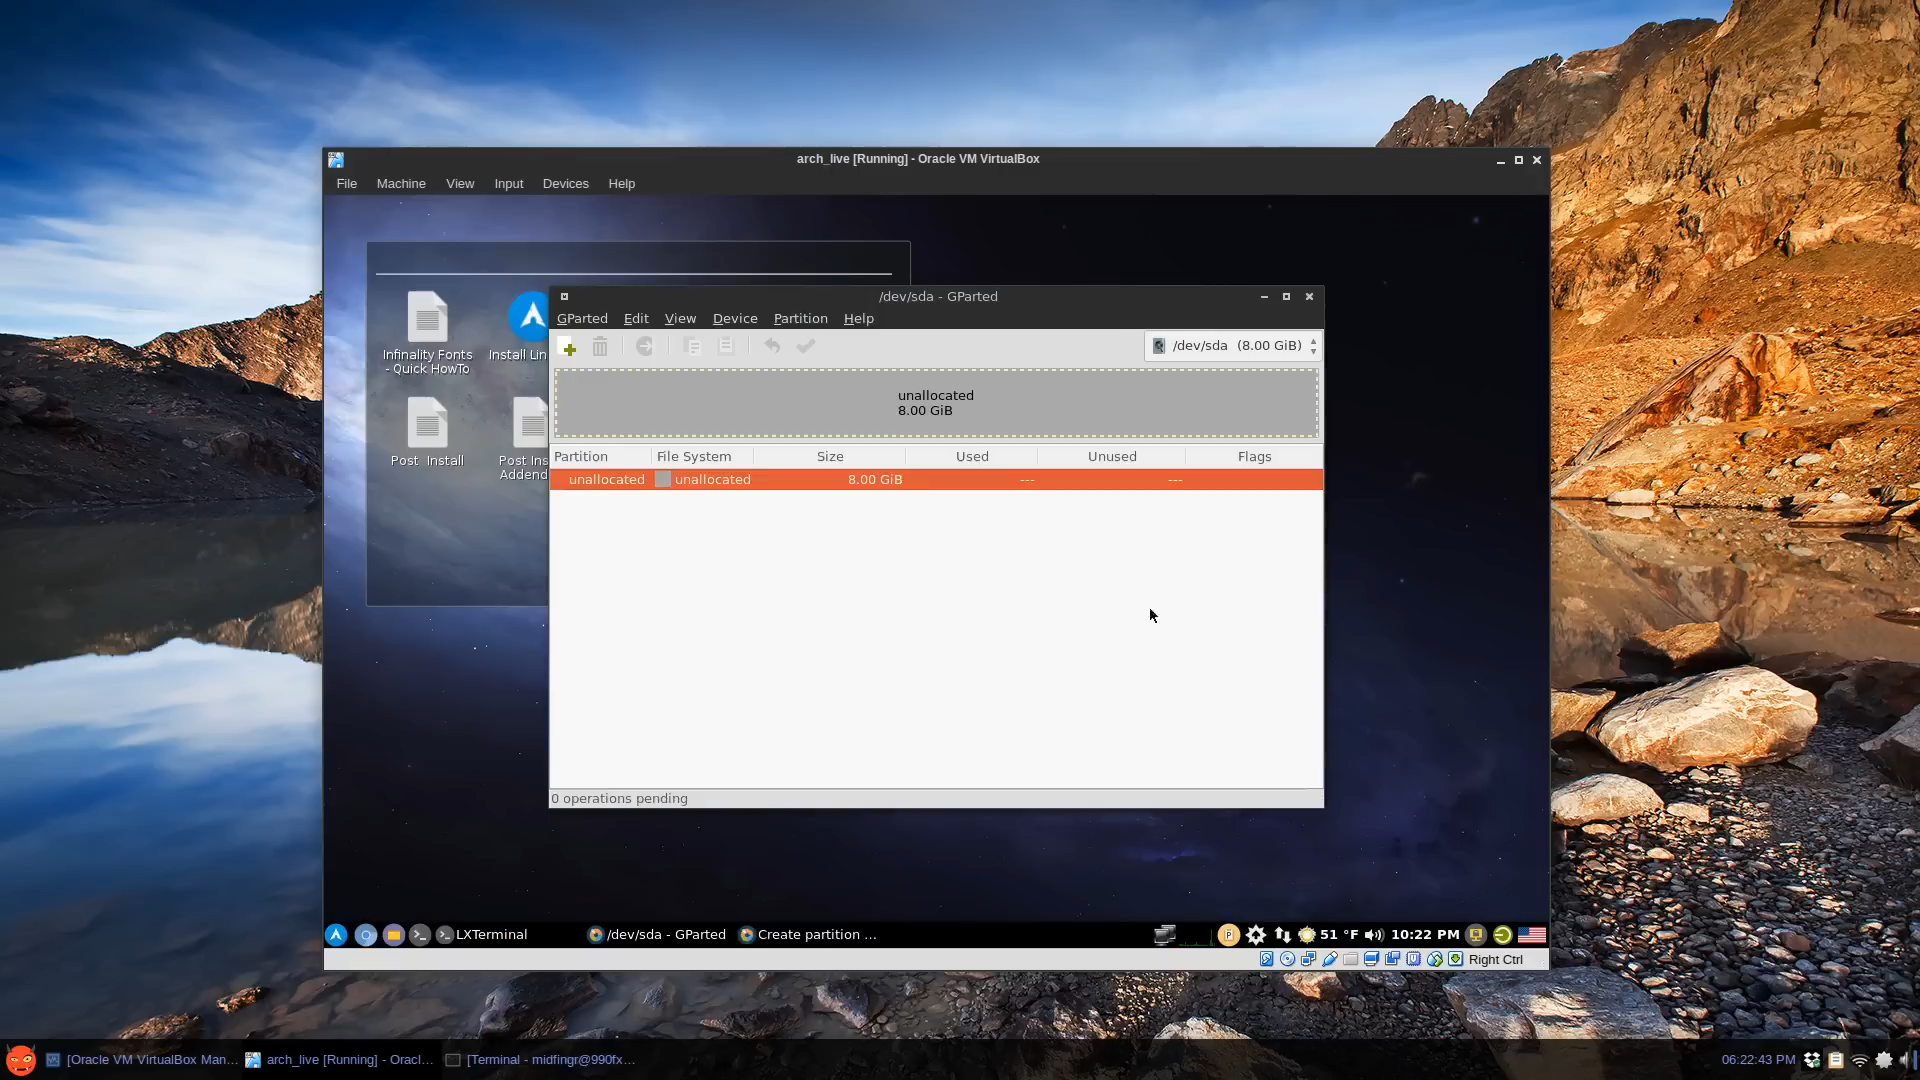 arch_live [Running] - Oracle VM VirtualBox
File Machine View Input Devices Help
/dev/sda - GParted
GParted Edit View Device Partition Help
/dev/sda (8.00 GiB)
unallocated
8.00 GiB
Partition File System Size Used Unused Flags
unallocated unallocated 8.00 GiB --- ---
0 operations pending
Infinality Fonts
- Quick HowTo
Install Lin
Post Install
Post Ins
Addend
LXTerminal /dev/sda - GParted Create partition ... 51 °F 10:22 PM
Right Ctrl
[Oracle VM VirtualBox Man... arch_live [Running] - Oracl... [Terminal - midfingr@990fx... 06:22:43 PM